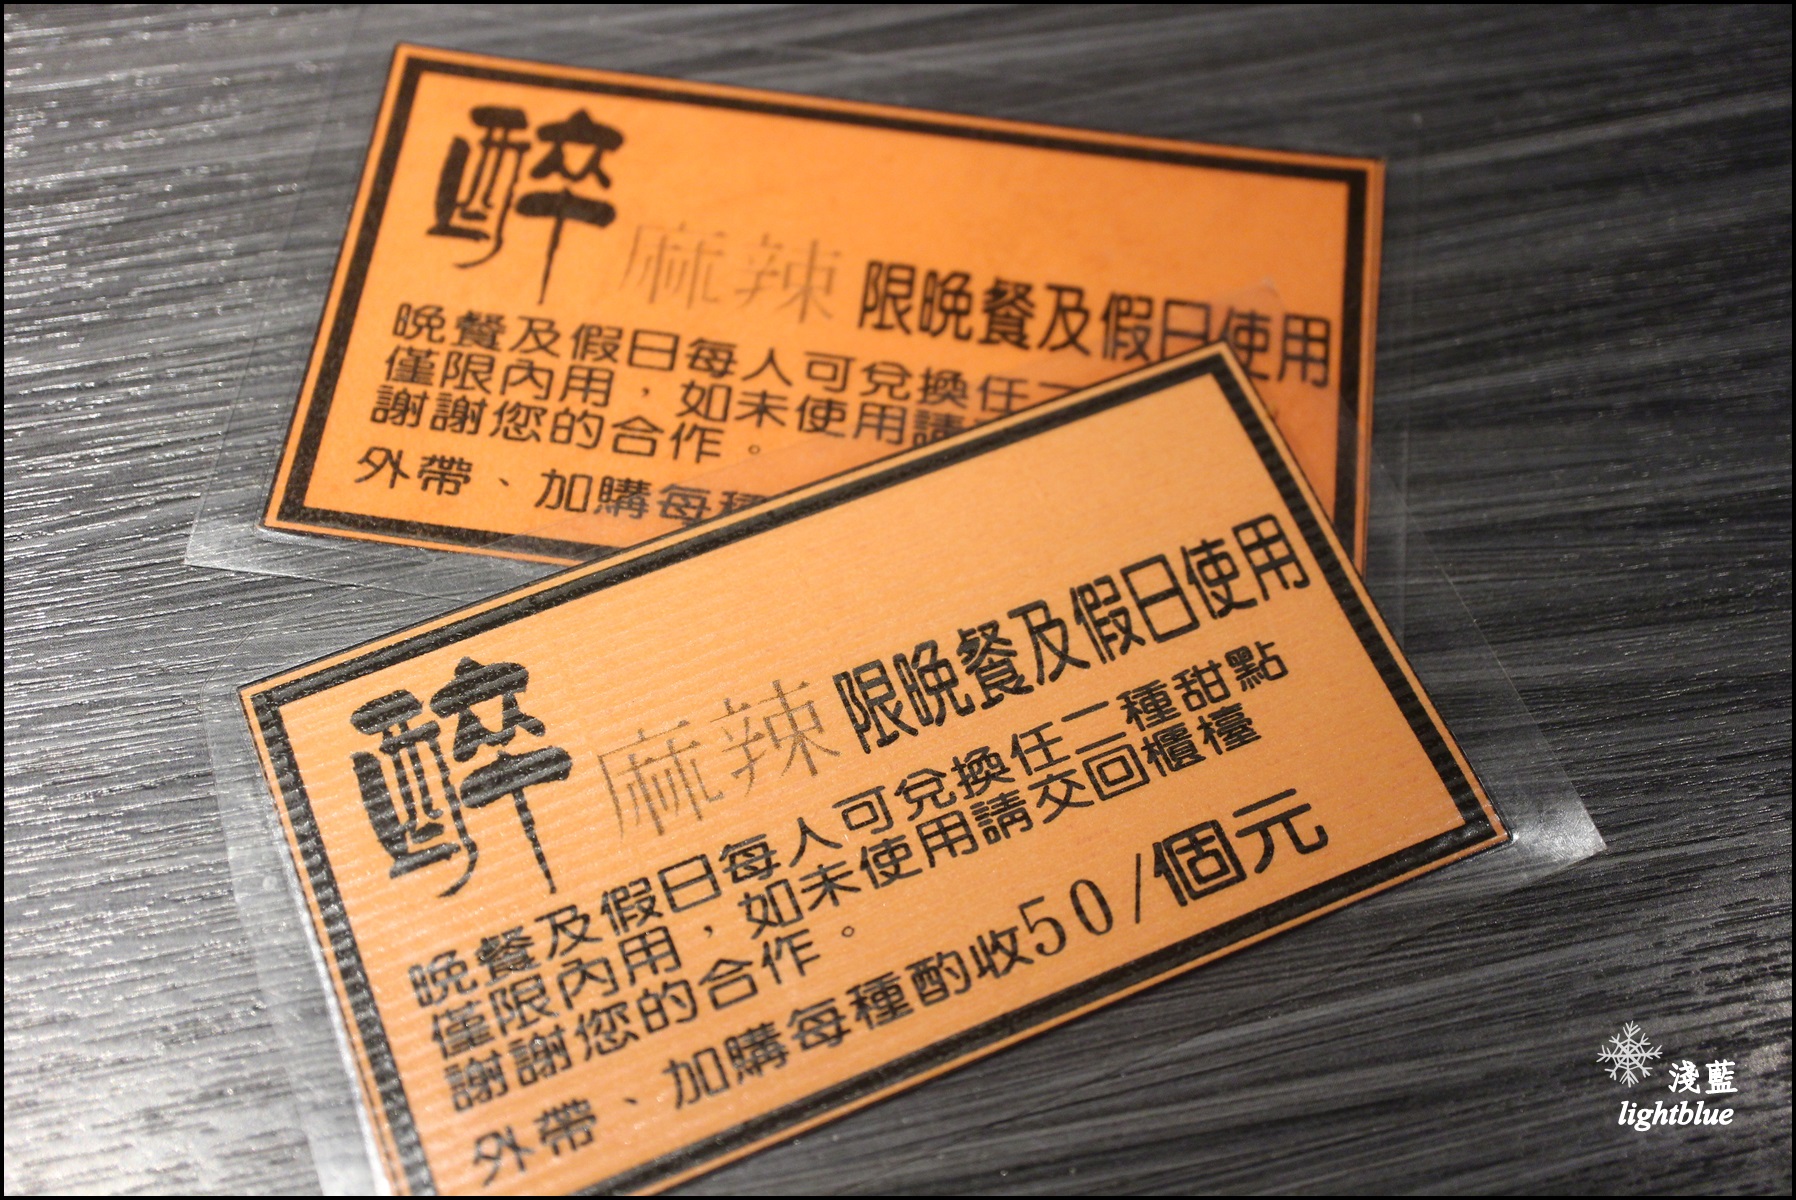 醉 麻辣 限晚餐及假日使用
晚餐及假日每人可兌換任二
僅限內用，如未使用請
謝謝您的合作。
外帶、加購每種
醉 麻辣 限晚餐及假日使用
晚餐及假日每人可兌換任二種甜點
僅限內用，如未使用請交回櫃檯
謝謝您的合作。
外帶、加購每種酌收50/個元
淺藍
lightblue